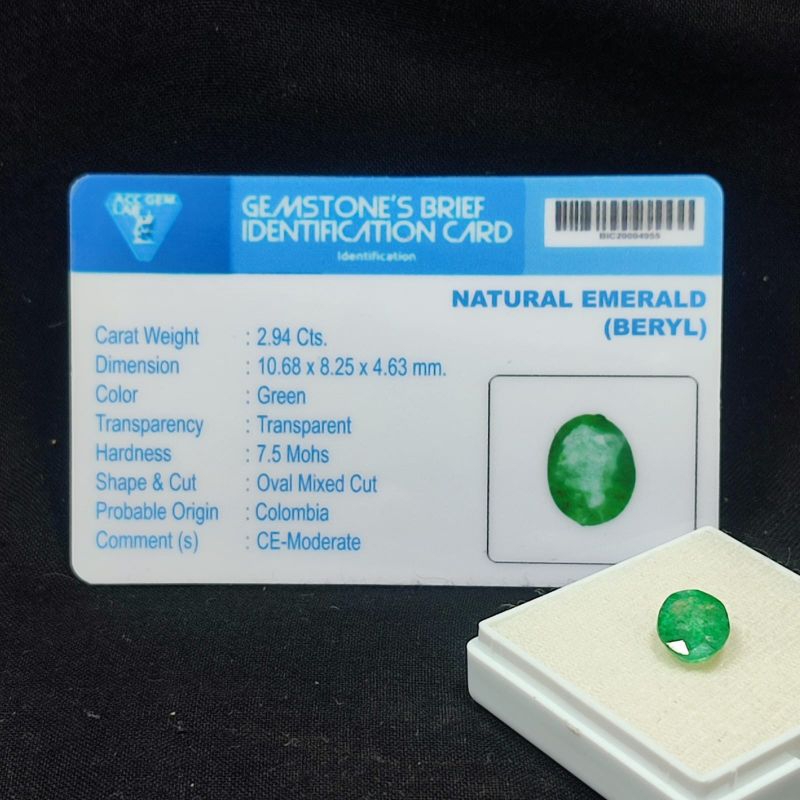 GEMSTONE'S BRIEF
IDENTIFICATION CARD
Identification
NATURAL EMERALD
(BERYL)
Carat Weight : 2.94 Cts.
Dimension : 10.68 x 8.25 x 4.63 mm.
Color : Green
Transparency : Transparent
Hardness : 7.5 Mohs
Shape & Cut : Oval Mixed Cut
Probable Origin : Colombia
Comment (s) : CE-Moderate